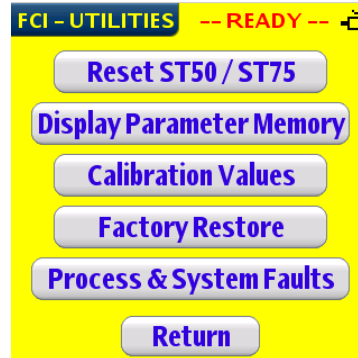 FCI - UTILITIES -- READY --
Reset ST50 / ST75
Display Parameter Memory
Calibration Values
Factory Restore
Process & System Faults
Return